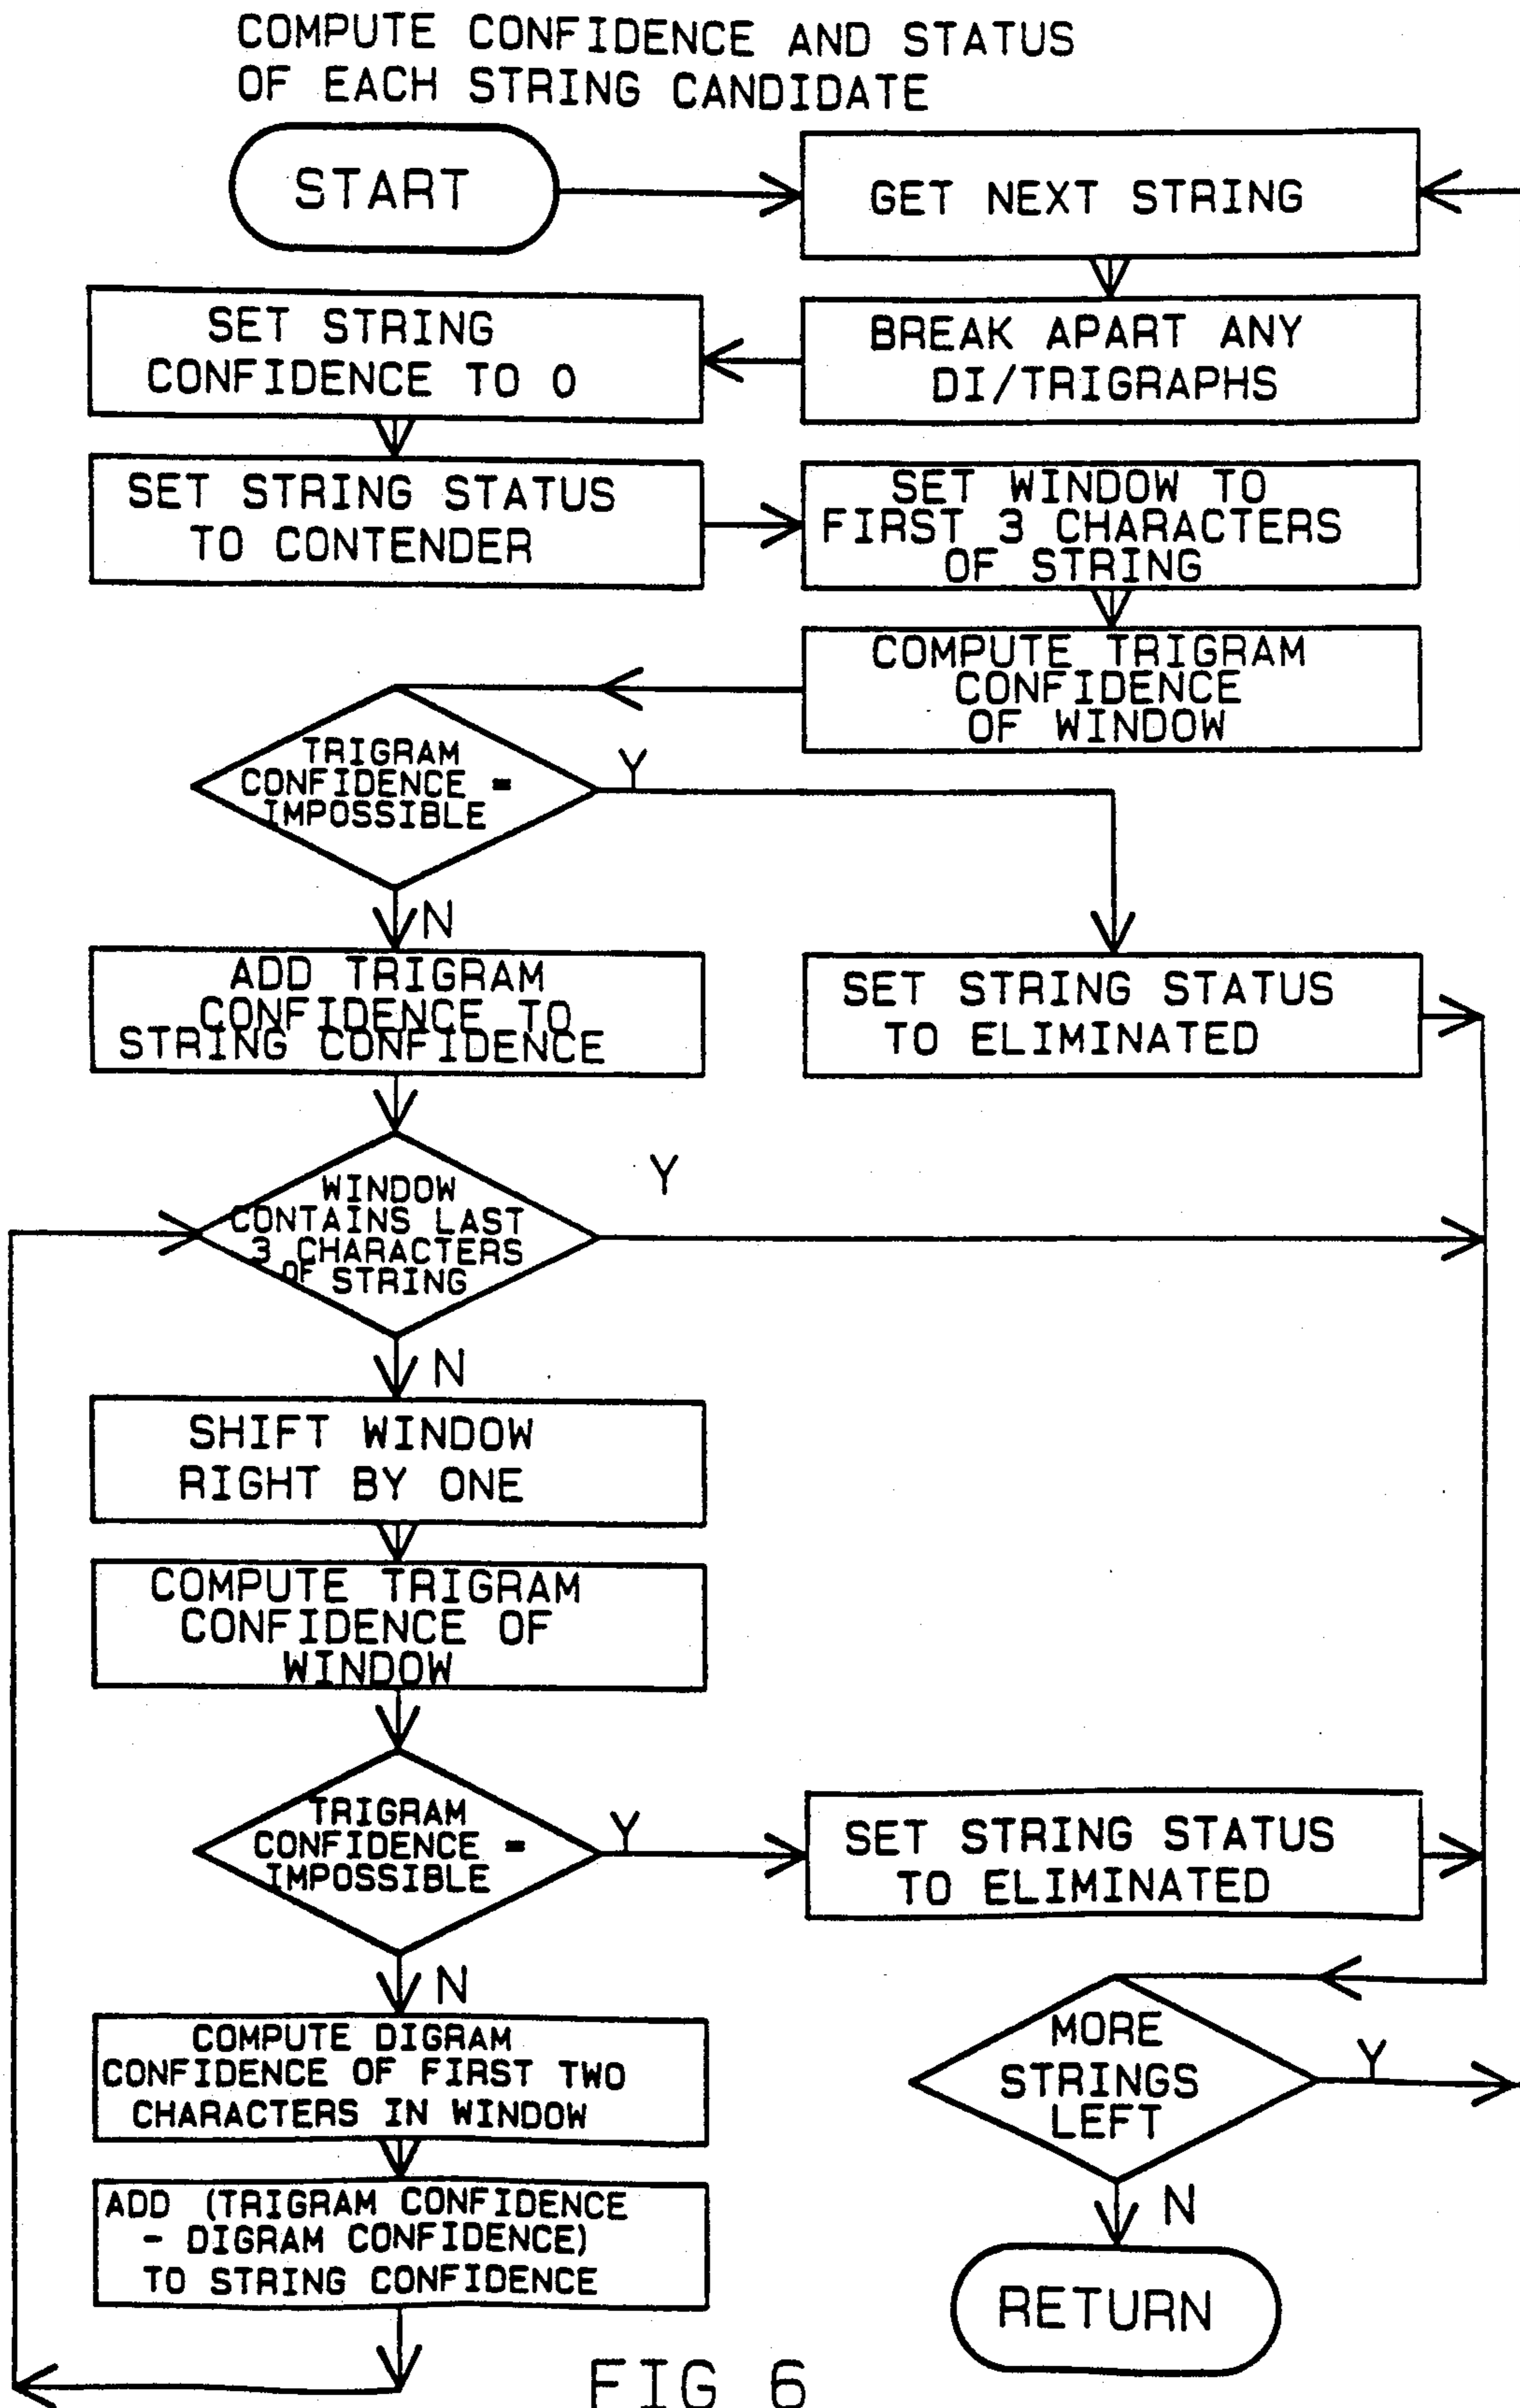 COMPUTE CONFIDENCE AND STATUS
OF EACH STRING CANDIDATE
START
GET NEXT STRING
BREAK APART ANY
DI/TRIGRAPHS
SET STRING
CONFIDENCE TO 0
SET STRING STATUS
TO CONTENDER
SET WINDOW TO
FIRST 3 CHARACTERS
OF STRING
COMPUTE TRIGRAM
CONFIDENCE
OF WINDOW
TRIGRAM
CONFIDENCE =
IMPOSSIBLE
Y
N
ADD TRIGRAM
CONFIDENCE TO
STRING CONFIDENCE
SET STRING STATUS
TO ELIMINATED
WINDOW
CONTAINS LAST
3 CHARACTERS
OF STRING
Y
N
SHIFT WINDOW
RIGHT BY ONE
COMPUTE TRIGRAM
CONFIDENCE OF
WINDOW
TRIGRAM
CONFIDENCE =
IMPOSSIBLE
Y
SET STRING STATUS
TO ELIMINATED
N
COMPUTE DIGRAM
CONFIDENCE OF FIRST TWO
CHARACTERS IN WINDOW
ADD (TRIGRAM CONFIDENCE
- DIGRAM CONFIDENCE)
TO STRING CONFIDENCE
MORE
STRINGS
LEFT
Y
N
RETURN
FIG 6